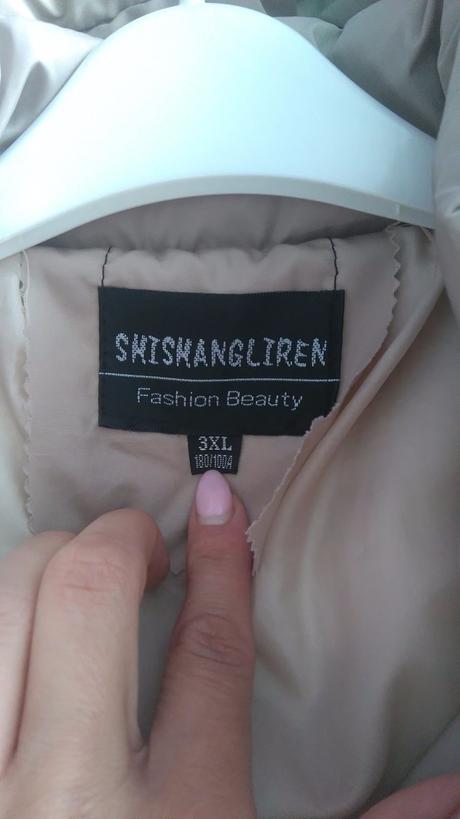 SHISHANGLIREN
Fashion Beauty
3XL
180/100A